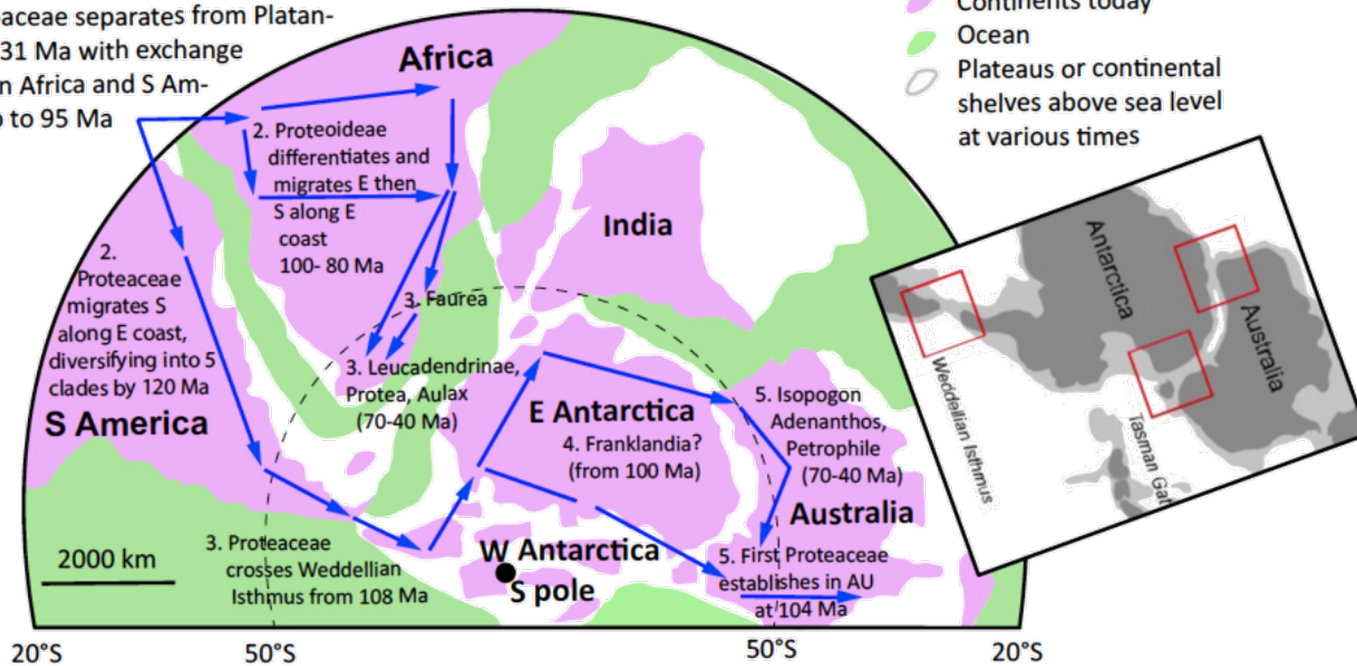 aceae separates from Platan-
31 Ma with exchange
n Africa and S Am-
to 95 Ma
Continents today
Ocean
Plateaus or continental
shelves above sea level
at various times
Africa
2. Proteoideae
differentiates and
migrates E then
S along E
coast
100- 80 Ma
India
2.
Proteaceae
migrates S
along E coast,
diversifying into 5
clades by 120 Ma
S America
3. Faurea
3. Leucadendrinae,
Protea, Aulax
(70-40 Ma)
E Antarctica
4. Franklandia?
(from 100 Ma)
5. Isopogon
Adenanthos,
Petrophile
(70-40 Ma)
Australia
W Antarctica
S pole
5. First Proteaceae
establishes in AU
at 104 Ma
3. Proteaceae
crosses Weddellian
Isthmus from 108 Ma
2000 km
20°S
50°S
50°S
20°S
Antarctica
Australia
Weddellian Isthmus
Tasman Gat